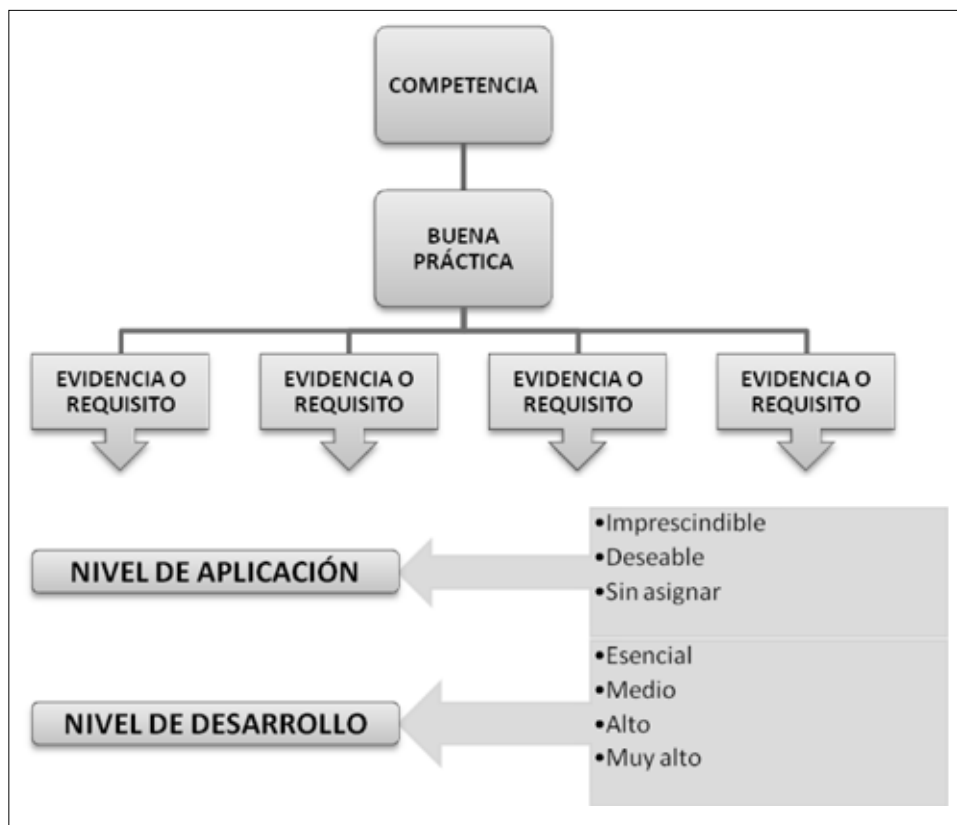 COMPETENCIA
BUENA
PRÁCTICA
EVIDENCIA O
REQUISITO
EVIDENCIA O
REQUISITO
EVIDENCIA O
REQUISITO
EVIDENCIA O
REQUISITO
NIVEL DE APLICACIÓN
•Imprescindible
•Deseable
•Sin asignar
NIVEL DE DESARROLLO
•Esencial
•Medio
•Alto
•Muy alto